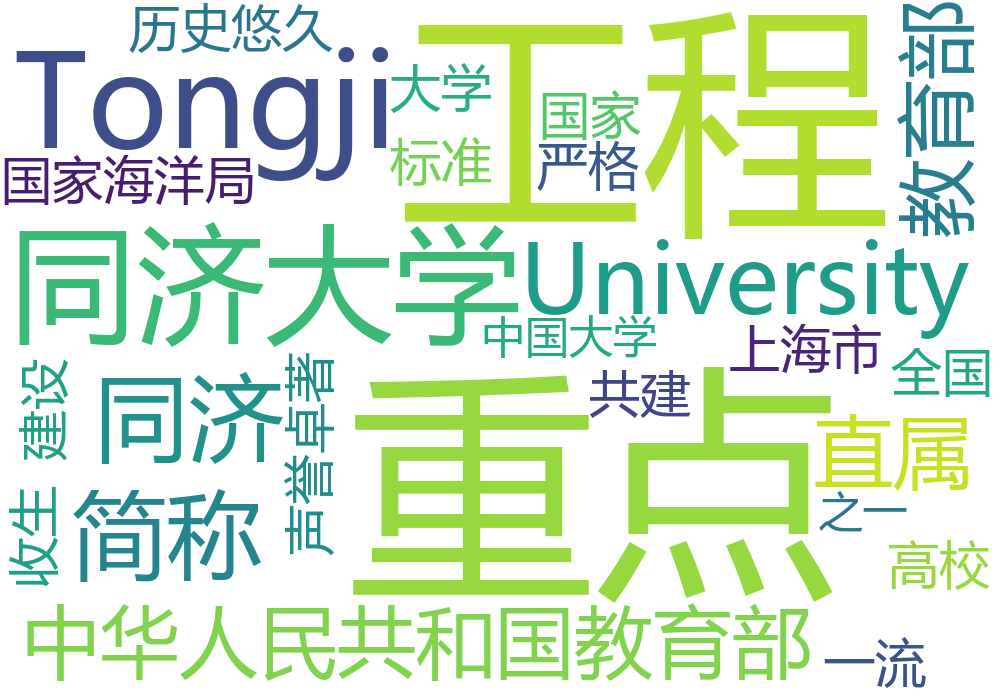 历史悠久
Tongji
大学
工程
国家
教育部
标准
严格
国家海洋局
同济大学
University
中国大学
上海市
全国
建设
同济
声誉卓著
共建
重点
直属
收生
简称
之一
高校
中华人民共和国教育部
一流